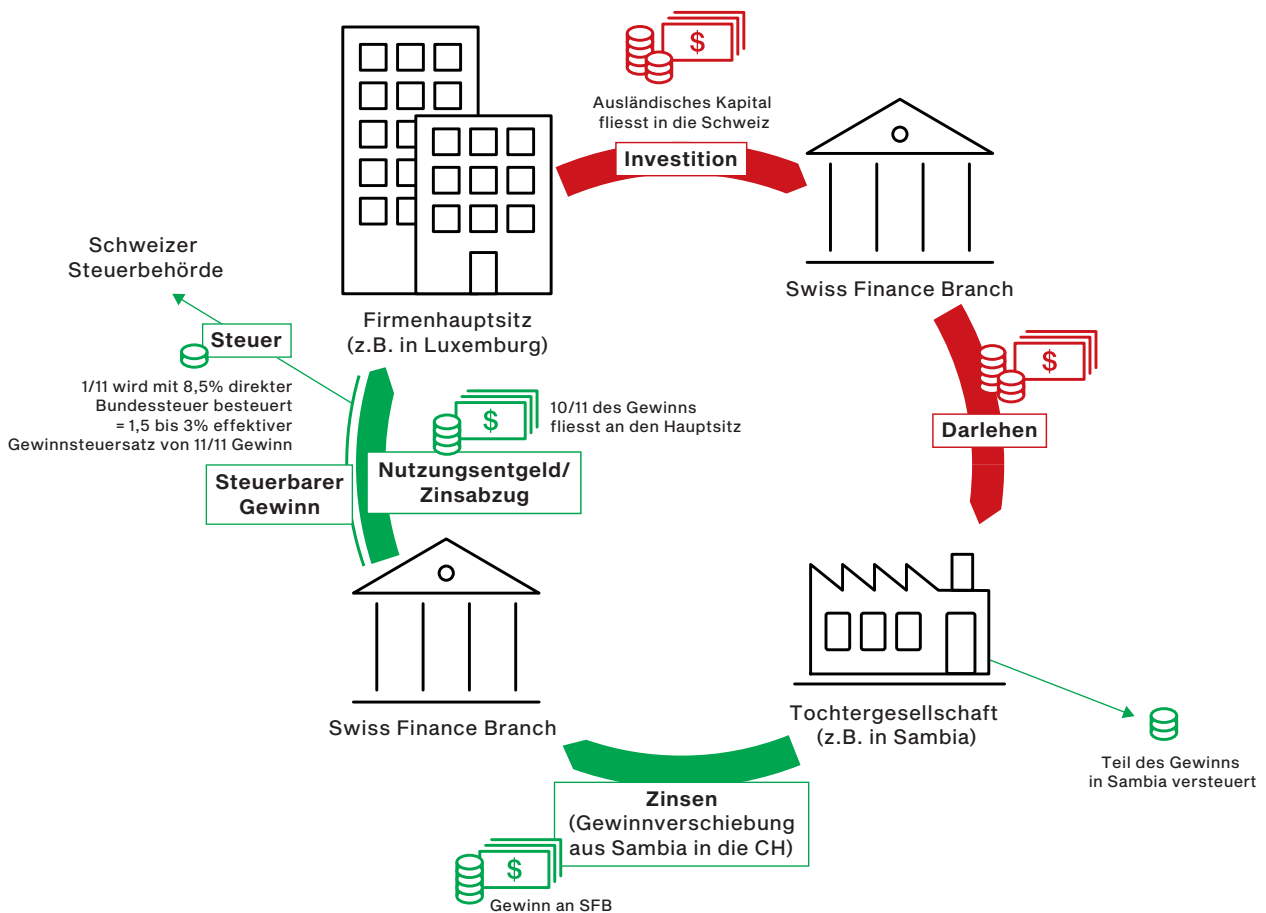 $
Ausländisches Kapital
fliesst in die Schweiz
Investition
Swiss Finance Branch
Firmenhauptsitz
(z.B. in Luxemburg)
Schweizer
Steuerbehörde
Steuer
1/11 wird mit 8,5% direkter
Bundessteuer besteuert
= 1,5 bis 3% effektiver
Gewinnsteuersatz von 11/11 Gewinn
$
10/11 des Gewinns
fliesst an den Hauptsitz
Nutzungsentgeld/
Zinsabzug
Steuerbarer
Gewinn
$
Darlehen
Swiss Finance Branch
Tochtergesellschaft
(z.B. in Sambia)
Teil des Gewinns
in Sambia versteuert
Zinsen
(Gewinnverschiebung
aus Sambia in die CH)
$
Gewinn an SFB